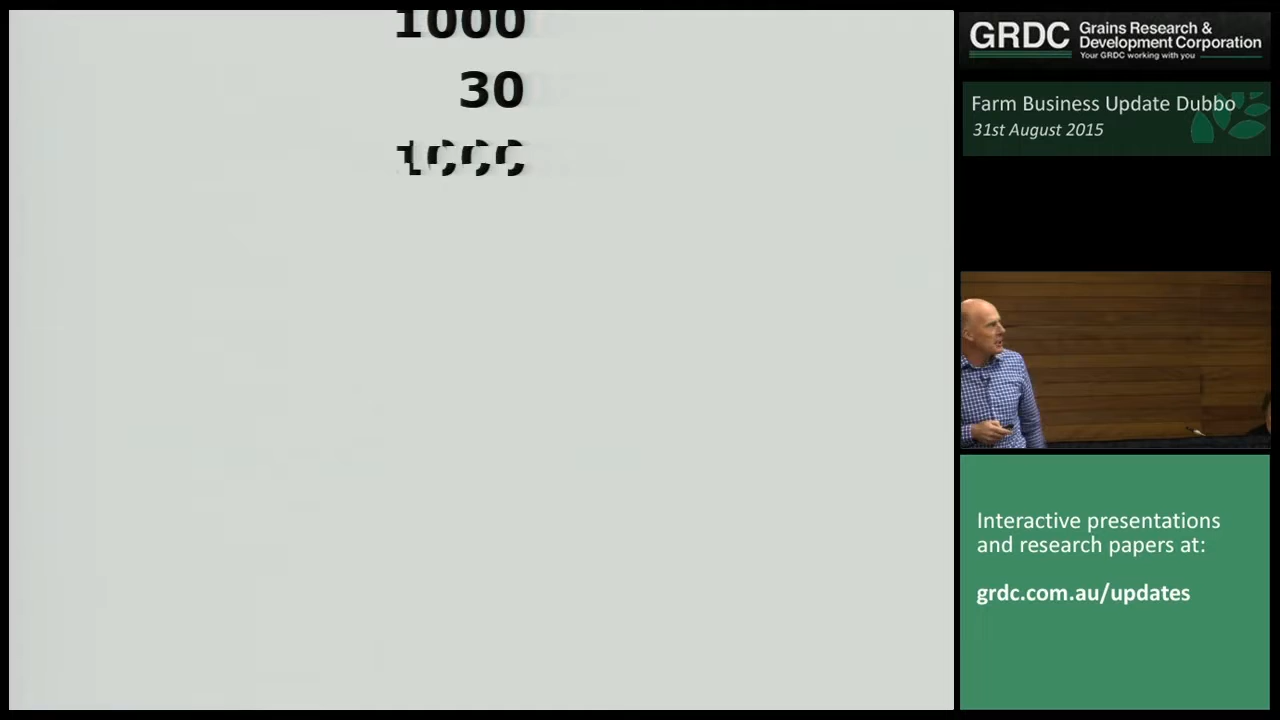 1000
30
1000
GRDC
Grains Research &
Development Corporation
Your GRDC working with you
Farm Business Update Dubbo
31st August 2015
Interactive presentations
and research papers at:
grdc.com.au/updates